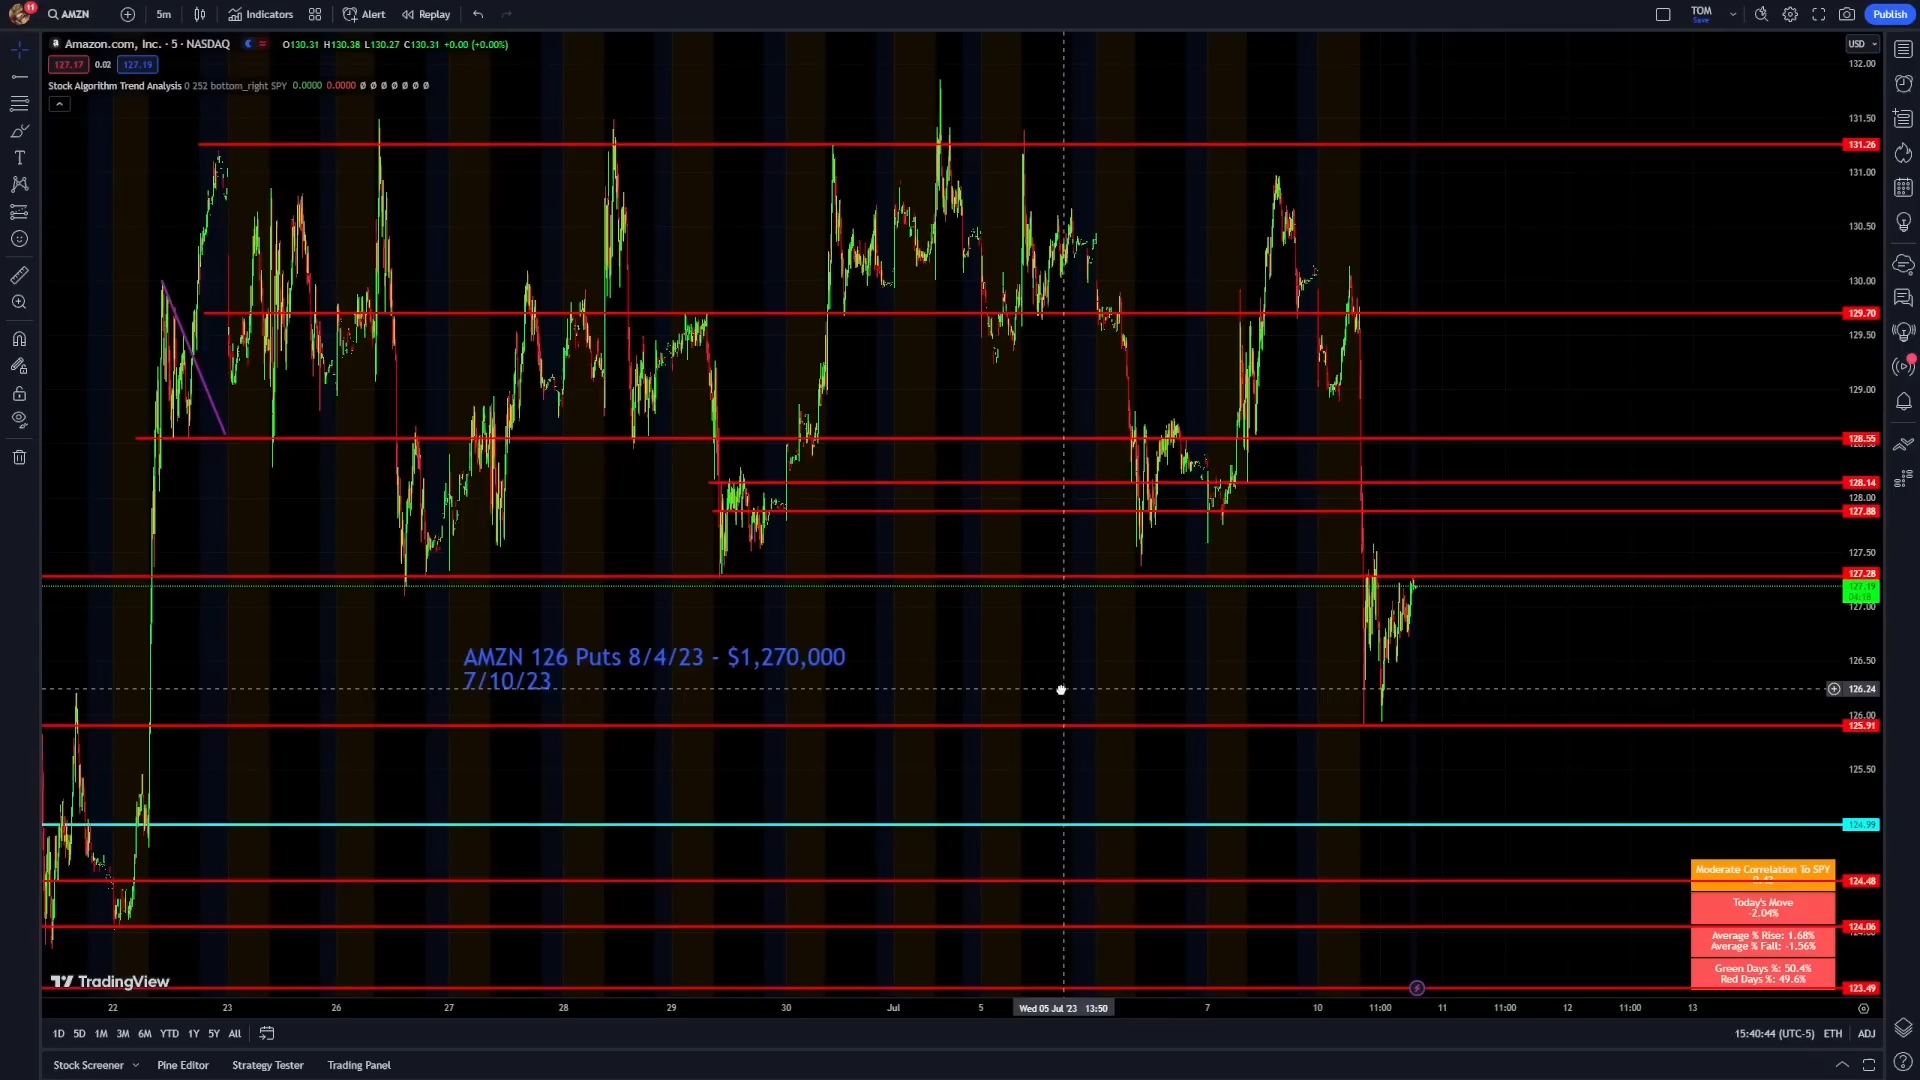 11
AMZN
5m
Indicators
Alert
Replay
TOM
Save
Publish
Amazon.com, Inc. · 5 · NASDAQ
O130.31 H130.38 L130.27 C130.31 +0.00 (+0.00%)
127.17 0.02 127.19
Stock Algorithm Trend Analysis 0 252 bottom_right SPY 0.0000 0.0000 Ø Ø Ø Ø Ø Ø Ø
USD
132.00
131.50
131.26
131.00
130.50
130.00
129.70
129.50
129.00
128.55
128.14
128.00
127.88
127.50
127.28
127.19
04:18
127.00
126.50
126.24
126.00
125.91
125.50
124.99
124.48
124.06
123.49
AMZN 126 Puts 8/4/23 - $1,270,000
7/10/23
Moderate Correlation To SPY
Today's Move
-2.04%
Average % Rise: 1.68%
Average % Fall: -1.56%
Green Days %: 50.4%
Red Days %: 49.6%
TradingView
22 23 26 27 28 29 30 Jul 5 Wed 05 Jul '23 13:50 7 10 11:00 11 11:00 12 11:00 13
1D 5D 1M 3M 6M YTD 1Y 5Y All
15:40:44 (UTC-5) ETH ADJ
Stock Screener Pine Editor Strategy Tester Trading Panel